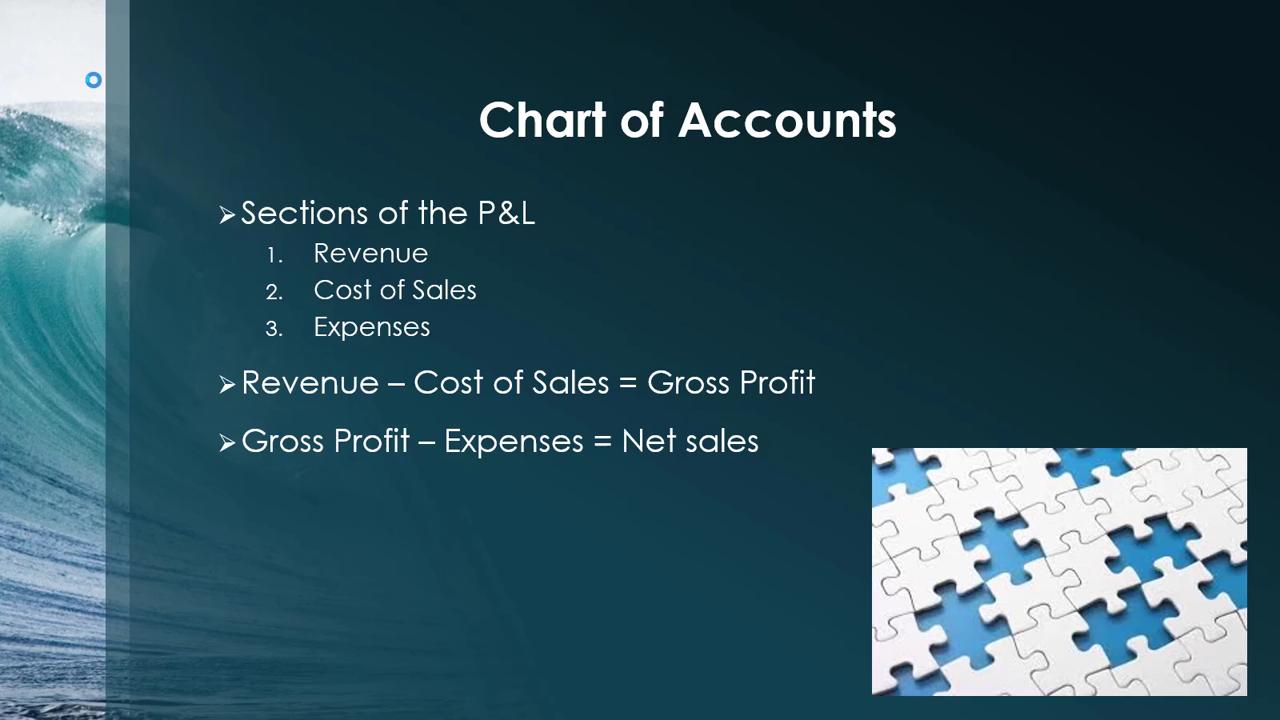 Chart of Accounts
➢Sections of the P&L
1. Revenue
2. Cost of Sales
3. Expenses
➢Revenue – Cost of Sales = Gross Profit
➢Gross Profit – Expenses = Net sales